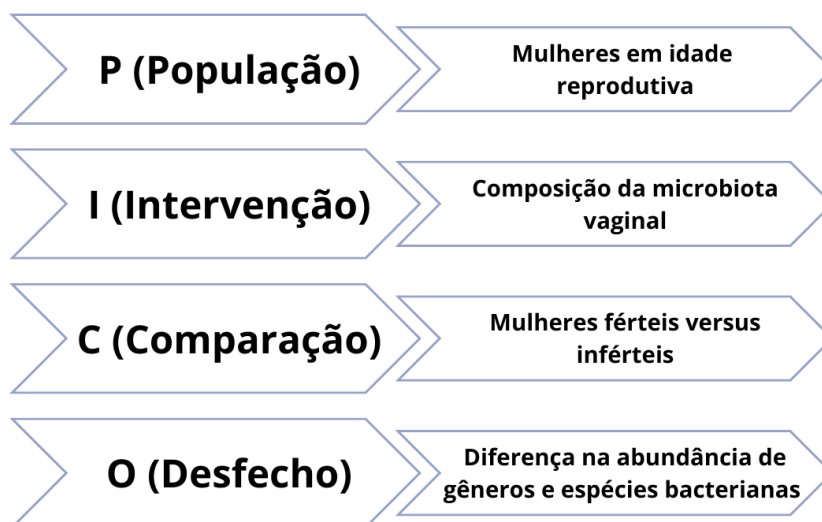 P (População)
Mulheres em idade
reprodutiva
I (Intervenção)
Composição da microbiota
vaginal
C (Comparação)
Mulheres férteis versus
inférteis
O (Desfecho)
Diferença na abundância de
gêneros e espécies bacterianas